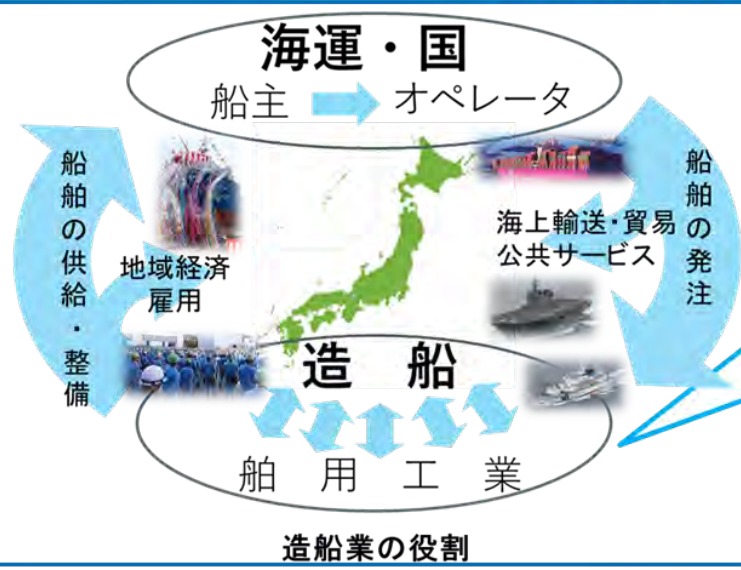 海運・国
船主 オペレータ
船舶の供給・整備
地域経済
雇用
海上輸送・貿易
公共サービス
船舶の発注
造 船
舶 用 工 業
造船業の役割